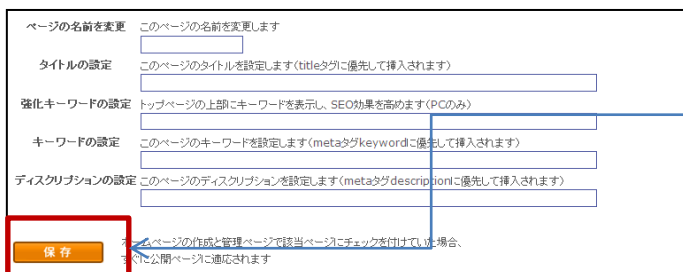 ページの名前を変更 このページの名前を変更します
タイトルの設定 このページのタイトルを設定します(titleタグに優先して挿入されます)
強化キーワードの設定 トップページの上部にキーワードを表示し、SEO効果を高めます(PCのみ)
キーワードの設定 このページのキーワードを設定します(metaタグkeywordに優先して挿入されます)
ディスクリプションの設定 このページのディスクリプションを設定します(metaタグdescriptionに優先して挿入されます)
保存 ホームページの作成と管理ページで該当ページにチェックを付けていた場合、
すぐに公開ページに適応されます